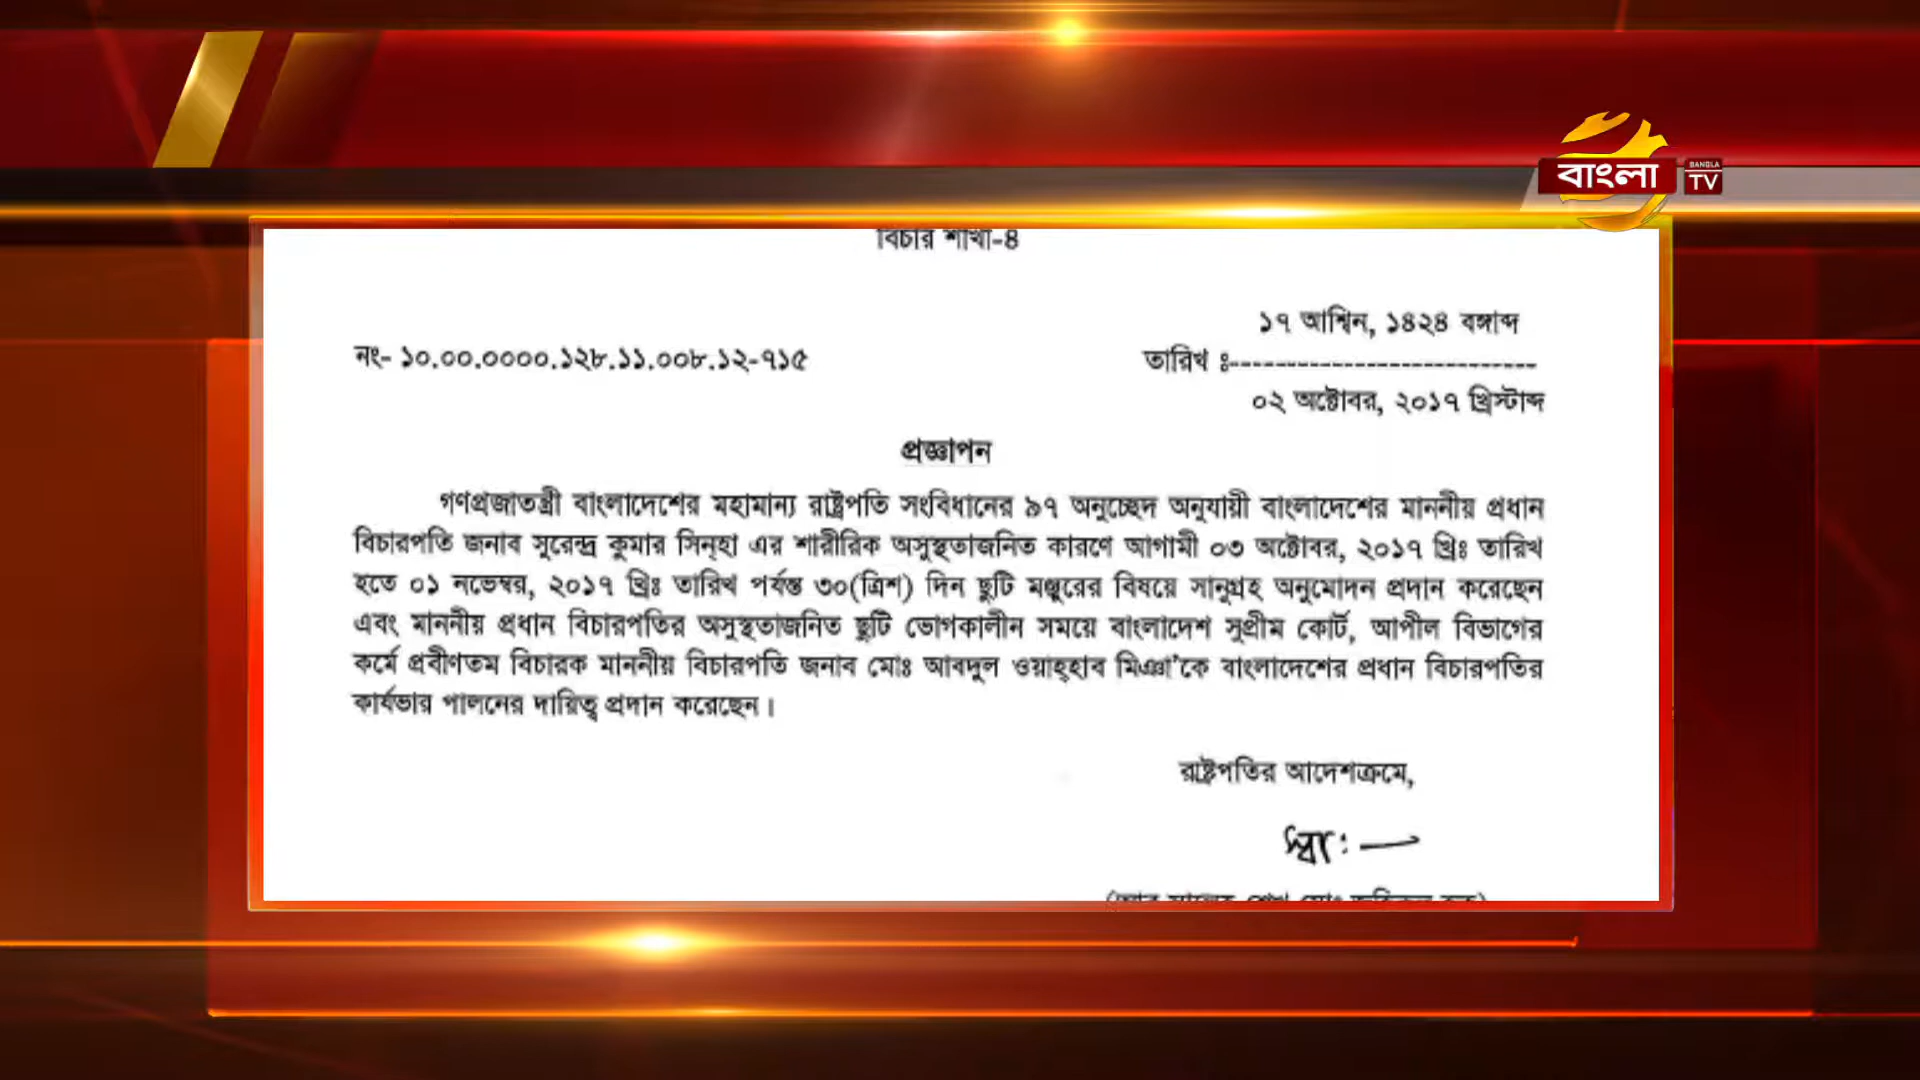 বাংলা
BANGLA
TV
বিচার শাখা-৪
১৭ আশ্বিন, ১৪২৪ বঙ্গাব্দ
নং- ১০.০০.০০০০.১২৮.১১.০০৮.১২-৭১৫
তারিখ ঃ---------------------------
০২ অক্টোবর, ২০১৭ খ্রিস্টাব্দ
প্রজ্ঞাপন
গণপ্রজাতন্ত্রী বাংলাদেশের মহামান্য রাষ্ট্রপতি সংবিধানের ৯৭ অনুচ্ছেদ অনুযায়ী বাংলাদেশের মাননীয় প্রধান
বিচারপতি জনাব সুরেন্দ্র কুমার সিন্‌হা এর শারীরিক অসুস্থতাজনিত কারণে আগামী ০৩ অক্টোবর, ২০১৭ খ্রিঃ তারিখ
হতে ০১ নভেম্বর, ২০১৭ খ্রিঃ তারিখ পর্যন্ত ৩০(ত্রিশ) দিন ছুটি মঞ্জুরের বিষয়ে সানুগ্রহ অনুমোদন প্রদান করেছেন
এবং মাননীয় প্রধান বিচারপতির অসুস্থতাজনিত ছুটি ভোগকালীন সময়ে বাংলাদেশ সুপ্রীম কোর্ট, আপীল বিভাগের
কর্মে প্রবীণতম বিচারক মাননীয় বিচারপতি জনাব মোঃ আবদুল ওয়াহ্‌হাব মিঞা'কে বাংলাদেশের প্রধান বিচারপতির
কার্যভার পালনের দায়িত্ব প্রদান করেছেন।
রাষ্ট্রপতির আদেশক্রমে,
স্বাঃ—